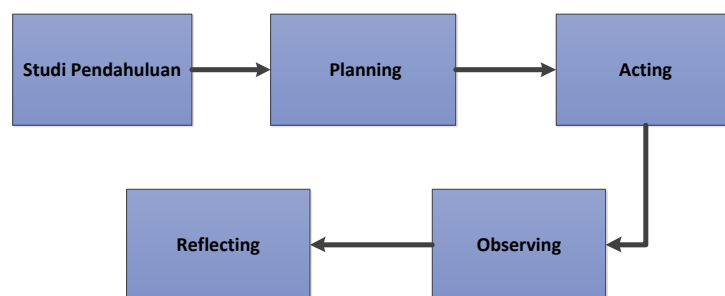 Studi Pendahuluan
Planning
Acting
Observing
Reflecting